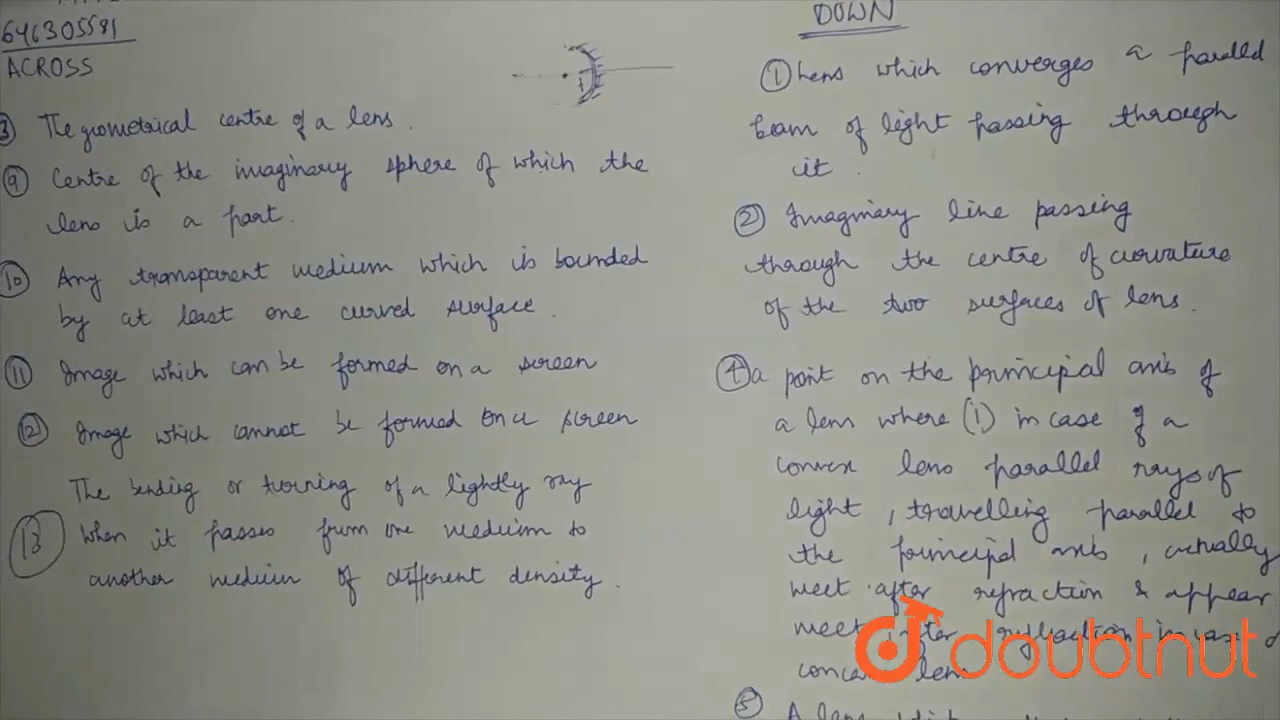 646305581
ACROSS
3 The geometrical centre of a lens.
9 Centre of the imaginary sphere of which the
lens is a part.
10 Any transparent medium which is bounded
by at least one curved surface.
11 Image which can be formed on a screen
12 Image which cannot be formed on a screen
The bending or turning of a lightly ray
13 when it passes from one medium to
another medium of different density.
DOWN
1 Lens which converges a parallel
beam of light passing through
it.
2 Imaginary line passing
through the centre of curvature
of the two surfaces of lens.
4 a point on the principal axis of
a lens where (1) in case of a
convex lens parallel rays of
light, travelling parallel to
the principal axis, actually
meet after refraction & appear
meet after in case
lens
5 A lens
doubtnut